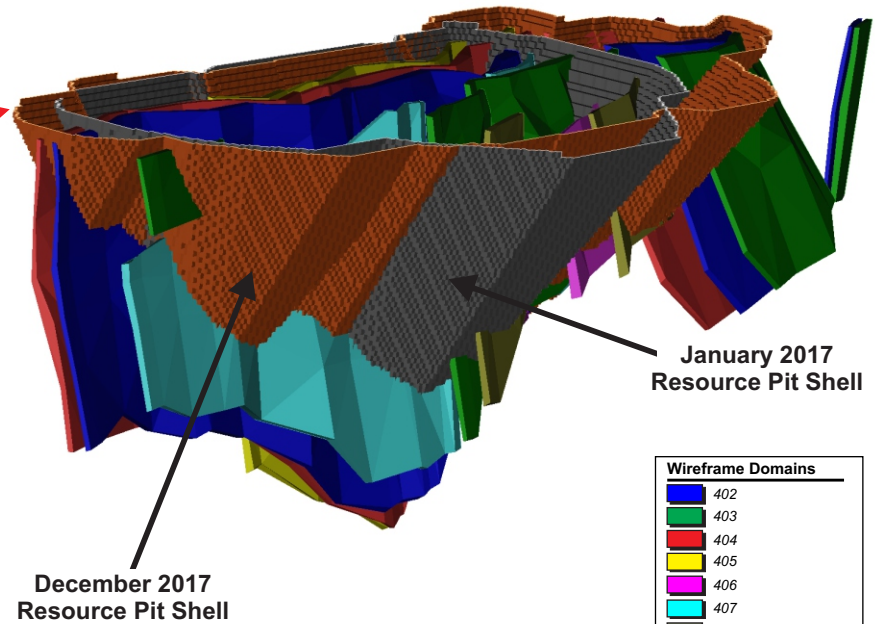 January 2017
Resource Pit Shell
Wireframe Domains
402
403
404
405
406
407
December 2017
Resource Pit Shell